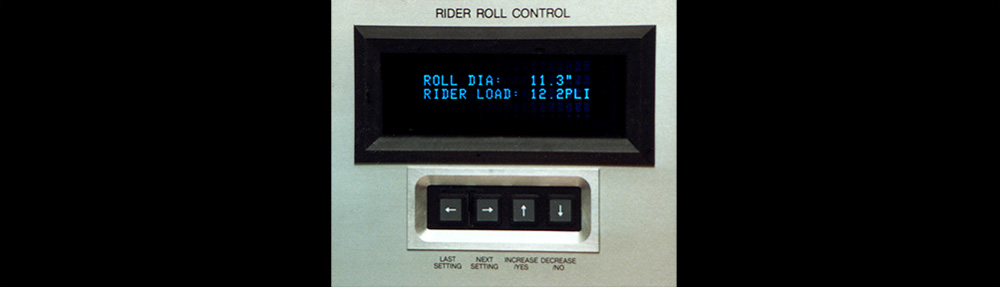 RIDER ROLL CONTROL
ROLL DIA: 11.3"
RIDER LOAD: 12.2PLI
← → ↑ ↓
LAST SETTING NEXT SETTING INCREASE /YES DECREASE /NO